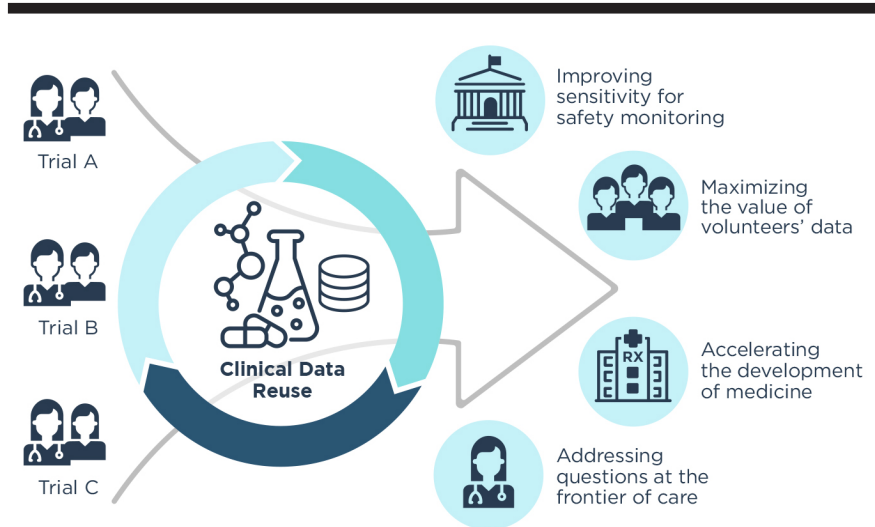 Trial A
Trial B
Trial C
Clinical Data
Reuse
Improving
sensitivity for
safety monitoring
Maximizing
the value of
volunteers’ data
RX
Accelerating
the development
of medicine
Addressing
questions at the
frontier of care